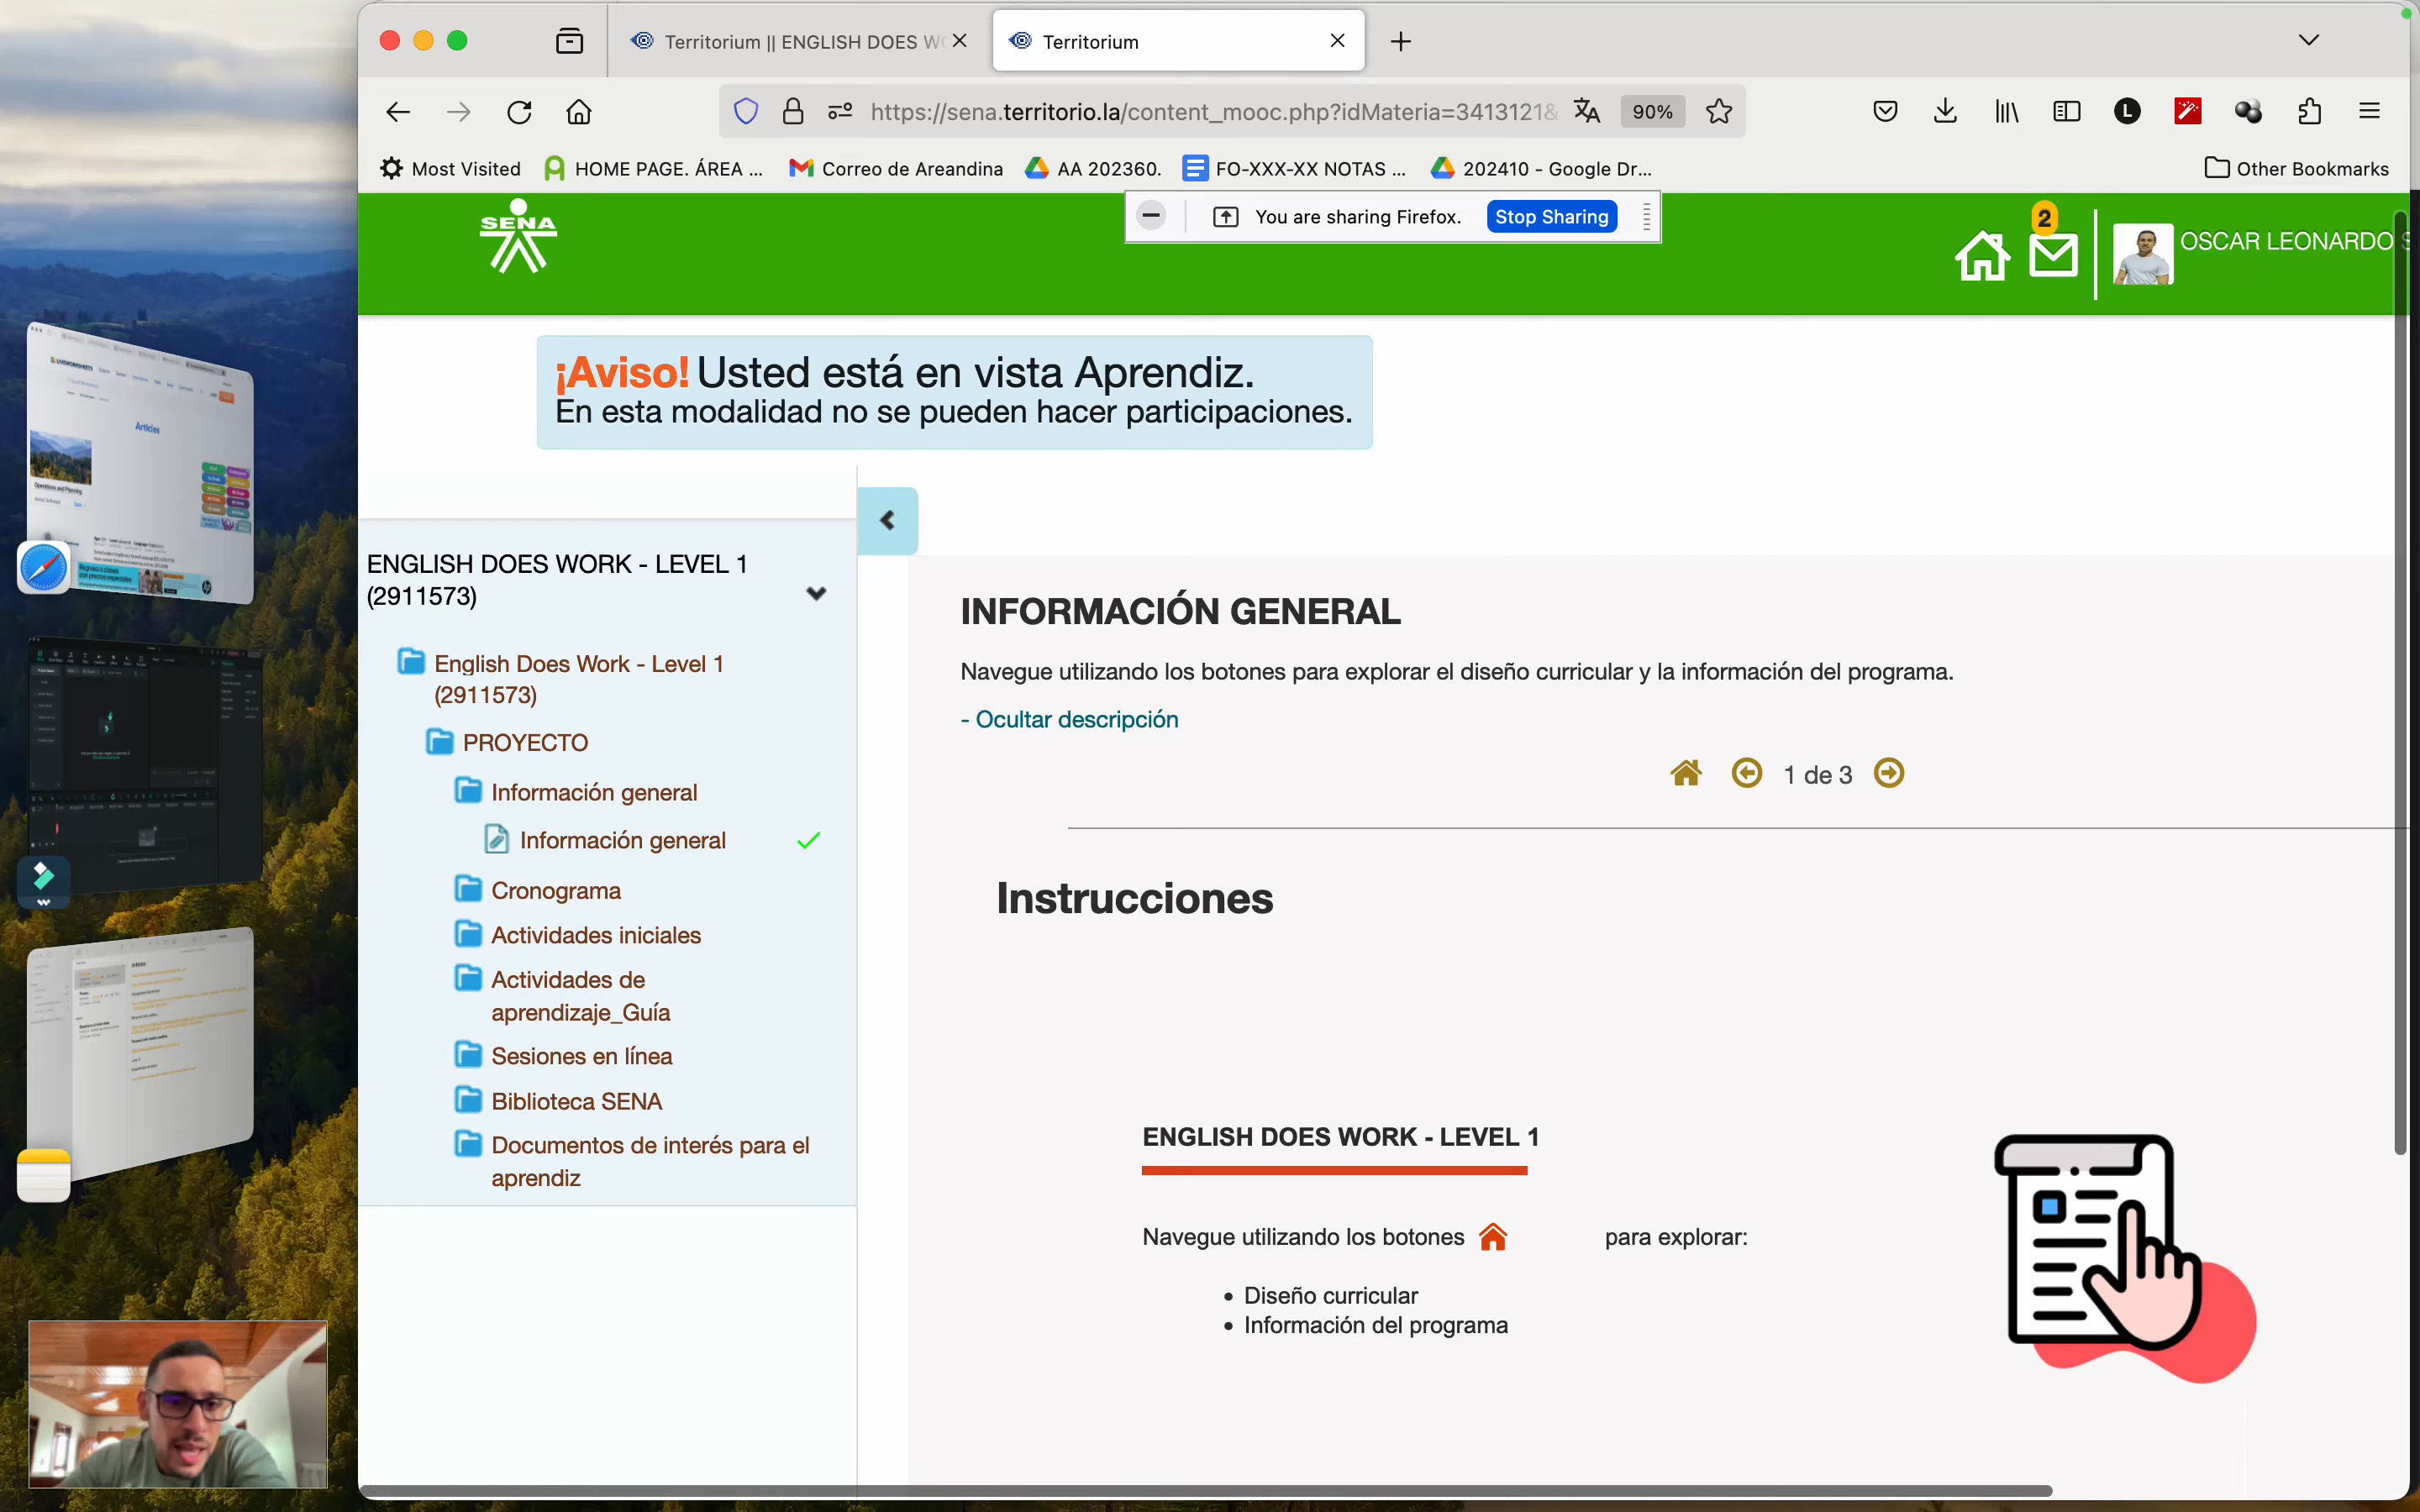 Territorium || ENGLISH DOES WO
Territorium
https://sena.territorio.la/content_mooc.php?idMateria=3413121&
90%
L
Most Visited
HOME PAGE. ÁREA ...
Correo de Areandina
AA 202360.
FO-XXX-XX NOTAS ...
202410 - Google Dr...
Other Bookmarks
SENA
You are sharing Firefox.
Stop Sharing
2
OSCAR LEONARDO S
¡Aviso! Usted está en vista Aprendiz.
En esta modalidad no se pueden hacer participaciones.
ENGLISH DOES WORK - LEVEL 1
(2911573)
English Does Work - Level 1
(2911573)
PROYECTO
Información general
Información general
Cronograma
Actividades iniciales
Actividades de
aprendizaje_Guía
Sesiones en línea
Biblioteca SENA
Documentos de interés para el
aprendiz
INFORMACIÓN GENERAL
Navegue utilizando los botones para explorar el diseño curricular y la información del programa.
- Ocultar descripción
1 de 3
Instrucciones
ENGLISH DOES WORK - LEVEL 1
Navegue utilizando los botones para explorar:
• Diseño curricular
• Información del programa
Articles
Operations and Planning